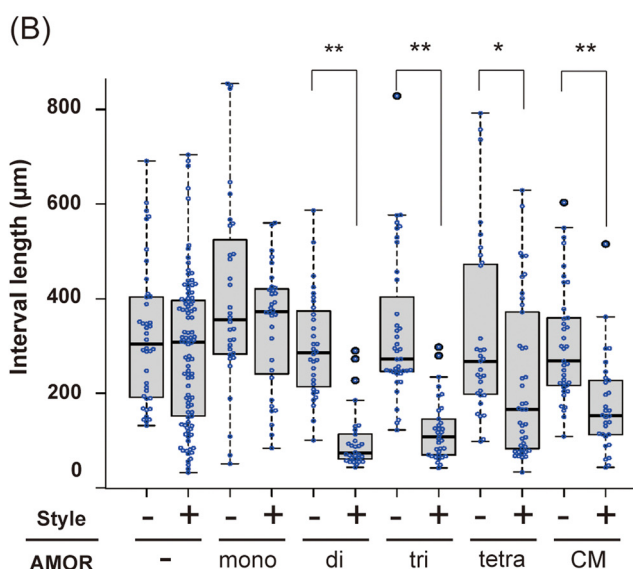 (B)
** ** * **
800
600
400
200
0
Interval length (µm)
Style - + - + - + - + - + - +
AMOR - mono di tri tetra CM